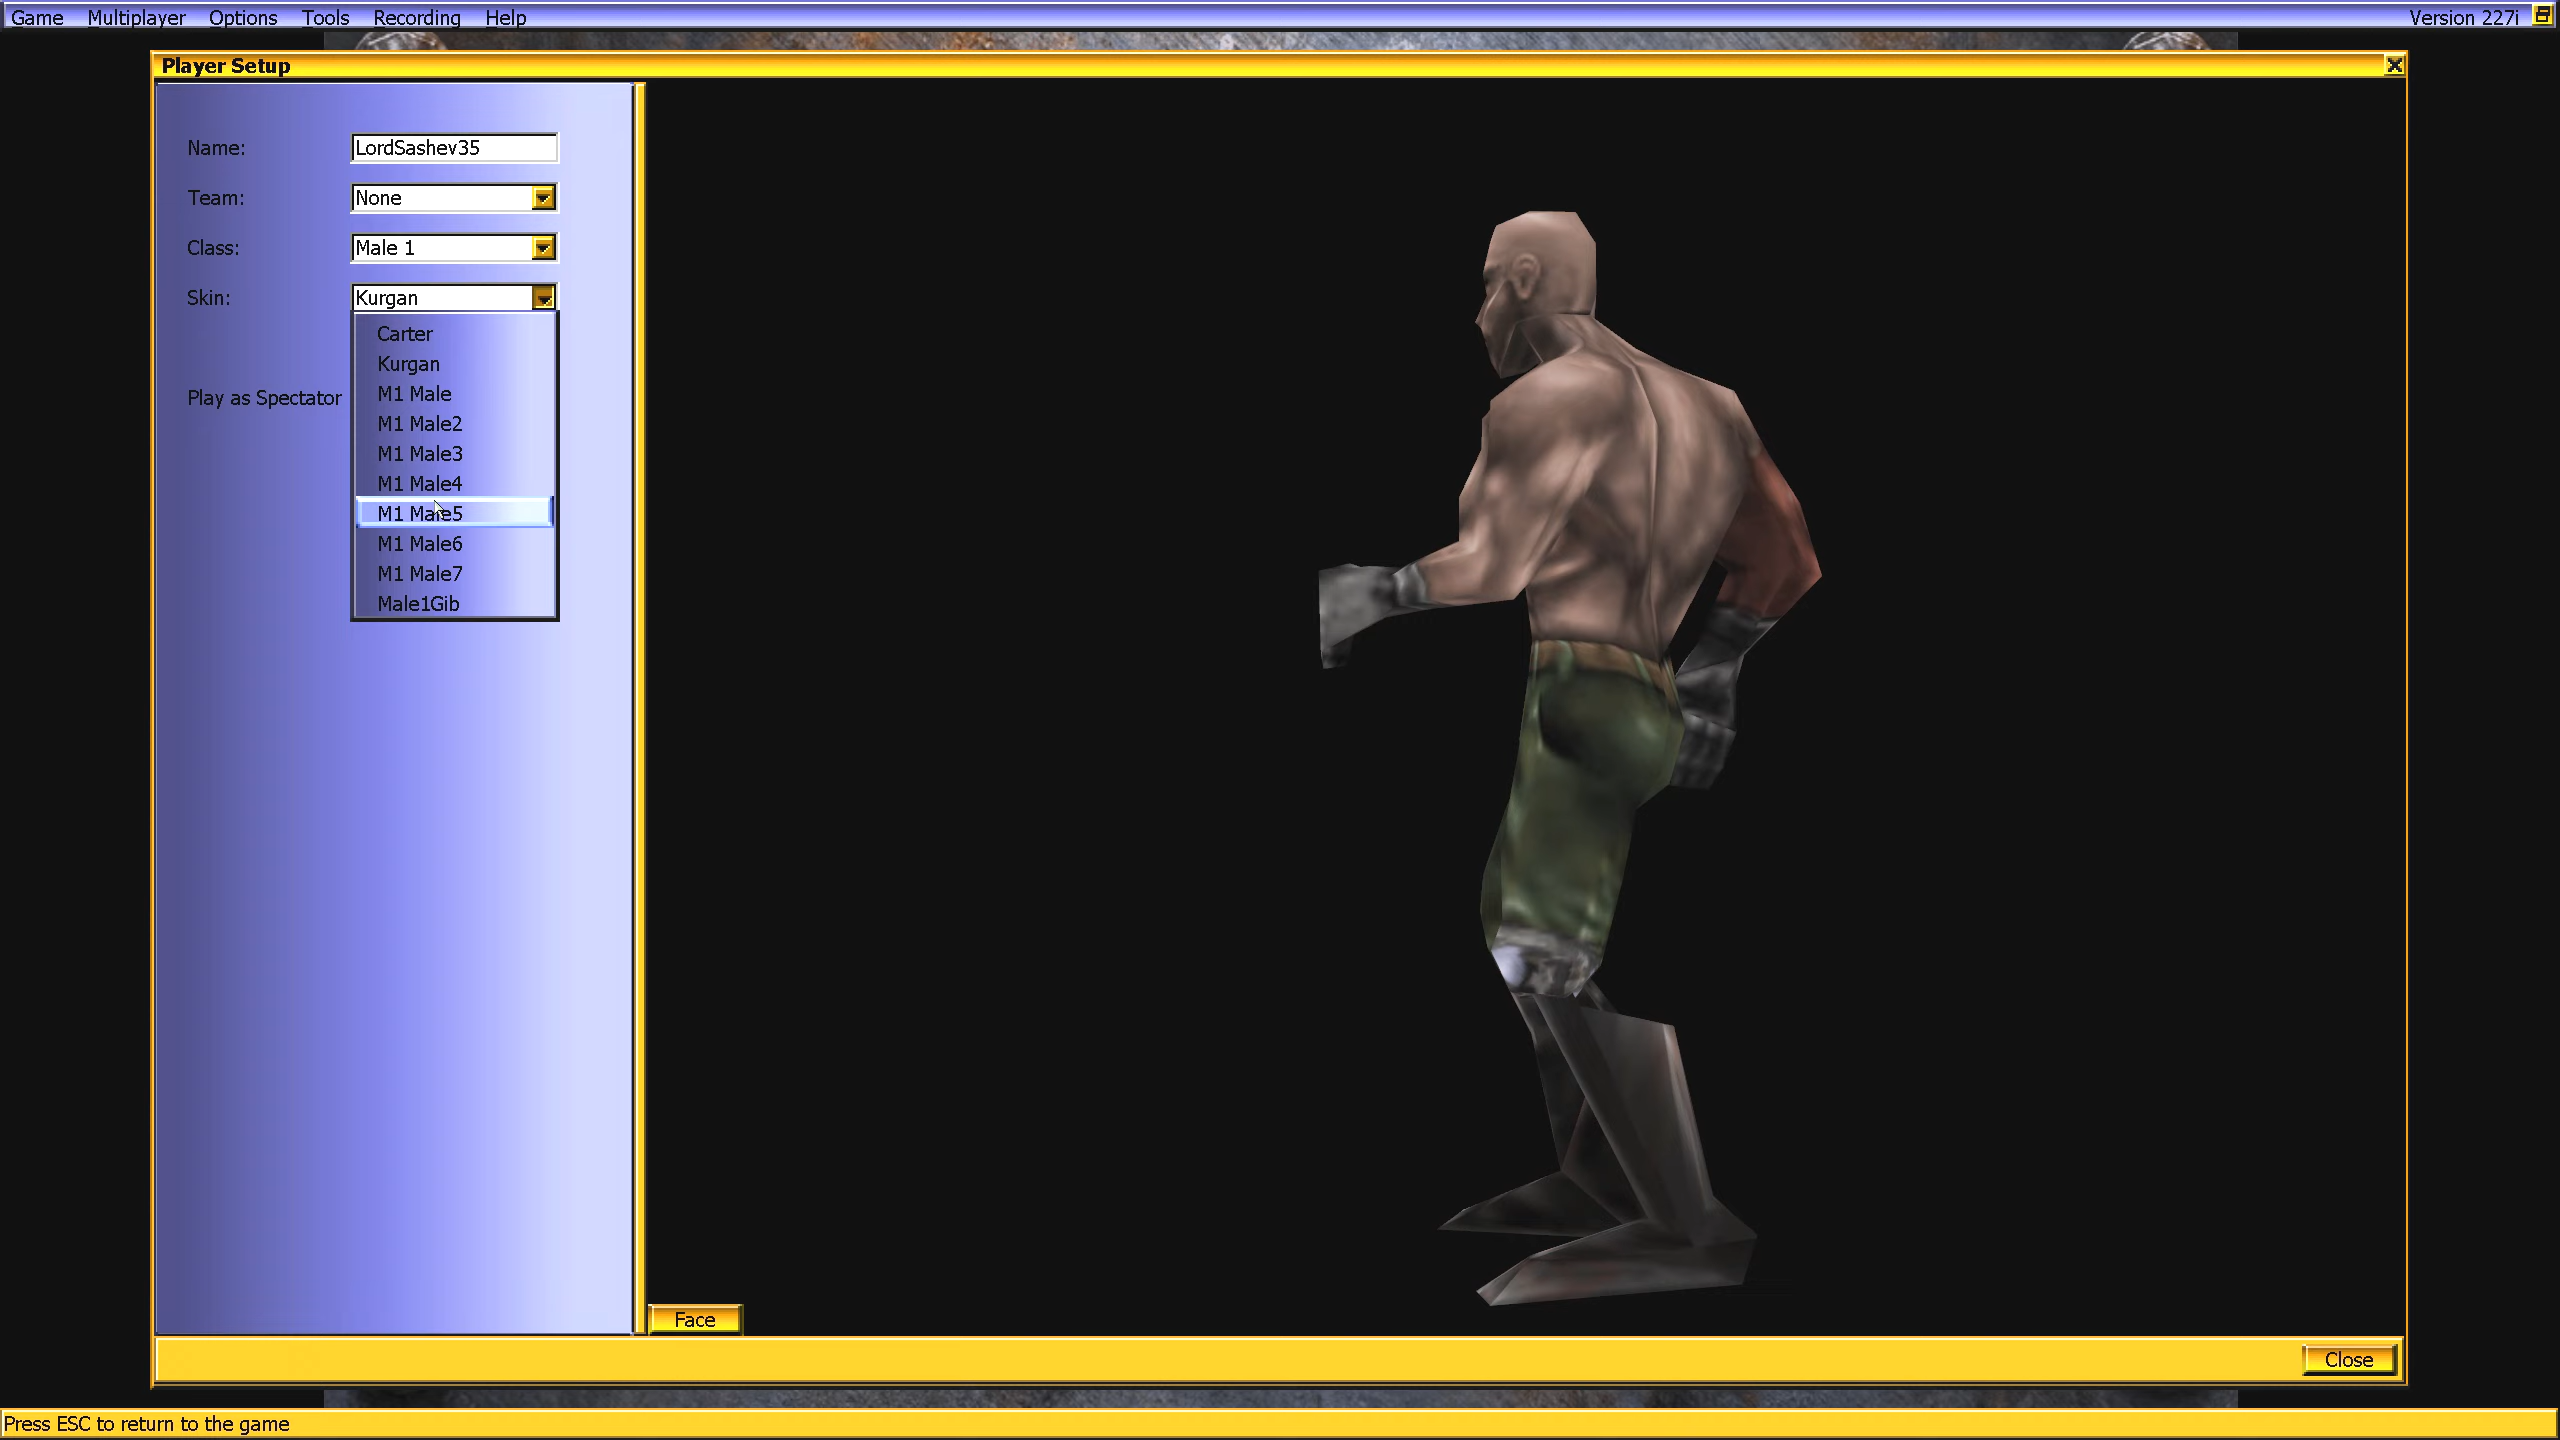 Game Multiplayer Options Tools Recording Help Version 227i
Player Setup
Name: LordSashev35
Team: None
Class: Male 1
Skin: Kurgan
Carter
Kurgan
M1 Male
Play as Spectator
M1 Male2
M1 Male3
M1 Male4
M1 Male5
M1 Male6
M1 Male7
Male1Gib
Face
Close
Press ESC to return to the game